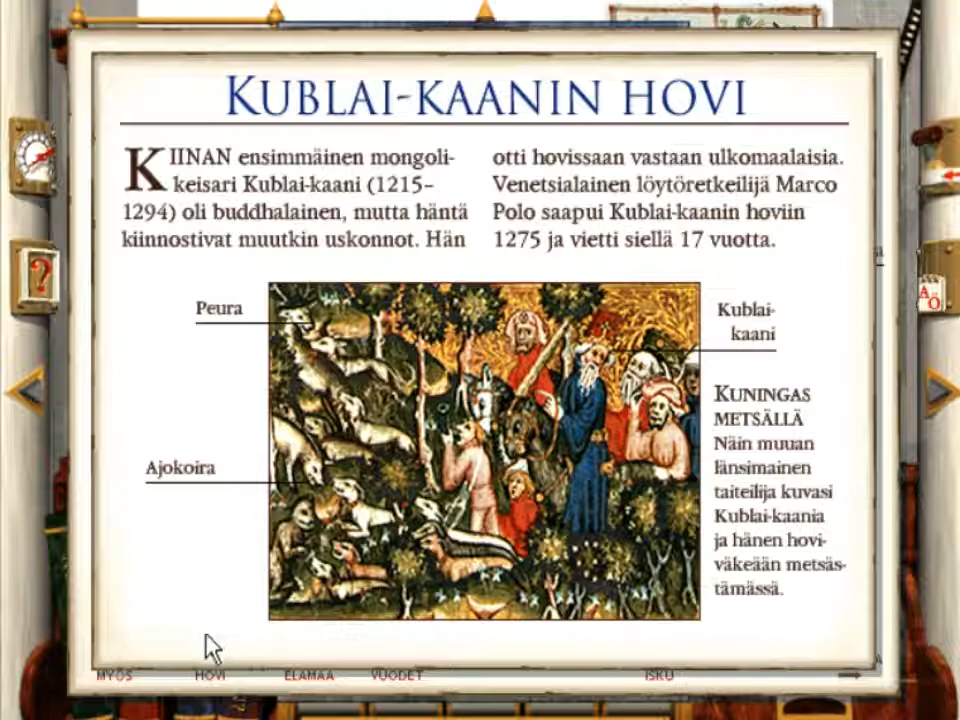 KUBLAI-KAANIN HOVI
KIINAN ensimmäinen mongoli-
keisari Kublai-kaani (1215–
1294) oli buddhalainen, mutta häntä
kiinnostivat muutkin uskonnot. Hän
otti hovissaan vastaan ulkomaalaisia.
Venetsialainen löytöretkeilijä Marco
Polo saapui Kublai-kaanin hoviin
1275 ja vietti siellä 17 vuotta.
Peura
Ajokoira
Kublai-
kaani
KUNINGAS
METSÄLLÄ
Näin muuan
länsimainen
taiteilija kuvasi
Kublai-kaania
ja hänen hovi-
väkeään metsäs-
tämässä.
MYÖS HOVI ELÄMÄÄ VUODET ISKU
?
A
Ö